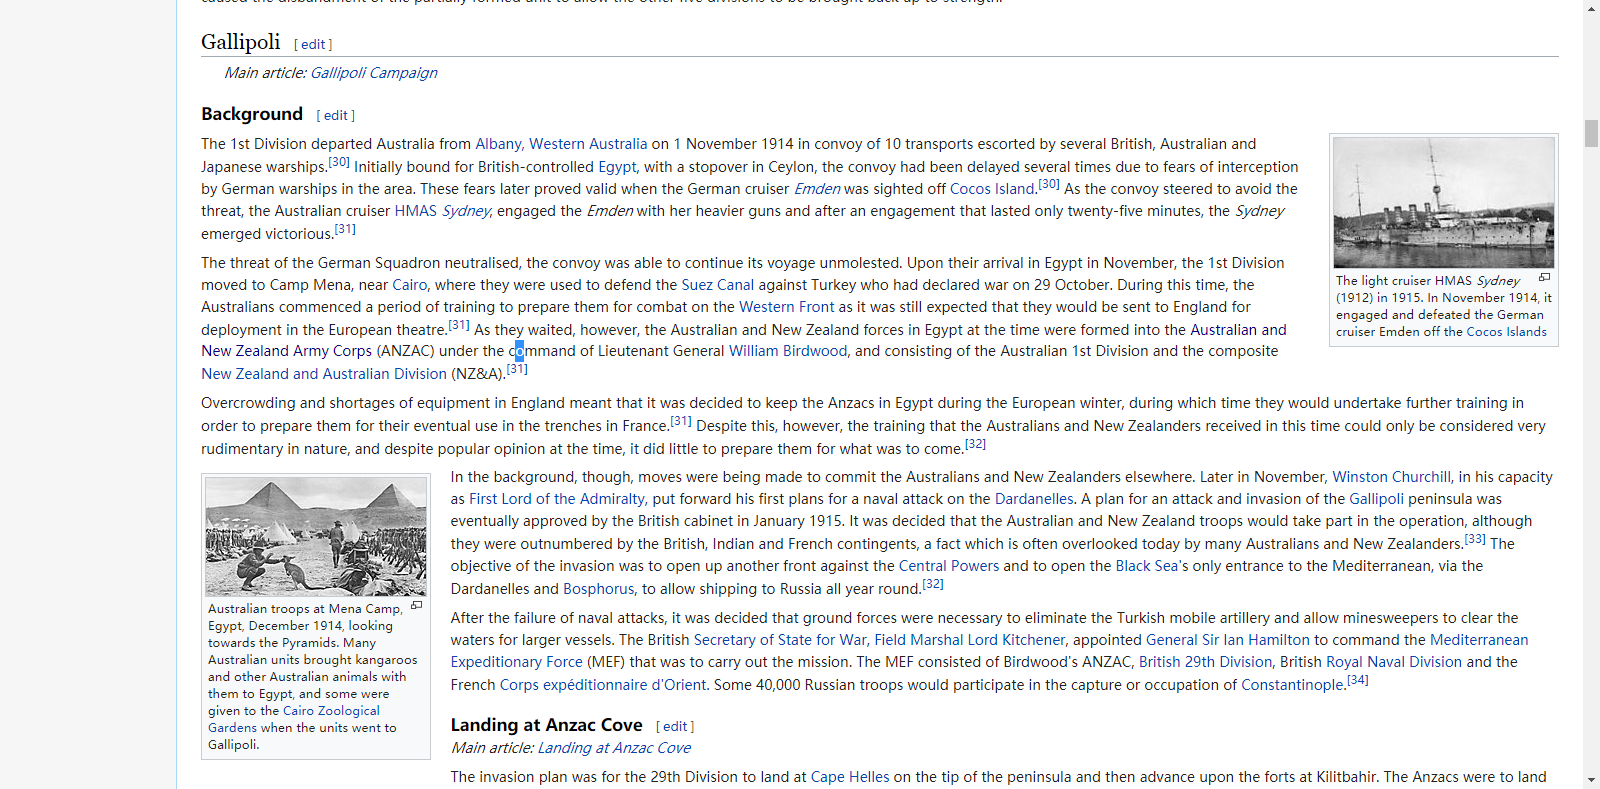 caused the disbandment of the partially formed unit to allow the other five divisions to be brought back up to strength.
Gallipoli [ edit ]
Main article: Gallipoli Campaign
Background [ edit ]
The 1st Division departed Australia from Albany, Western Australia on 1 November 1914 in convoy of 10 transports escorted by several British, Australian and
Japanese warships.[30] Initially bound for British-controlled Egypt, with a stopover in Ceylon, the convoy had been delayed several times due to fears of interception
by German warships in the area. These fears later proved valid when the German cruiser Emden was sighted off Cocos Island.[30] As the convoy steered to avoid the
threat, the Australian cruiser HMAS Sydney, engaged the Emden with her heavier guns and after an engagement that lasted only twenty-five minutes, the Sydney
emerged victorious.[31]
The light cruiser HMAS Sydney
(1912) in 1915. In November 1914, it
engaged and defeated the German
cruiser Emden off the Cocos Islands
The threat of the German Squadron neutralised, the convoy was able to continue its voyage unmolested. Upon their arrival in Egypt in November, the 1st Division
moved to Camp Mena, near Cairo, where they were used to defend the Suez Canal against Turkey who had declared war on 29 October. During this time, the
Australians commenced a period of training to prepare them for combat on the Western Front as it was still expected that they would be sent to England for
deployment in the European theatre.[31] As they waited, however, the Australian and New Zealand forces in Egypt at the time were formed into the Australian and
New Zealand Army Corps (ANZAC) under the command of Lieutenant General William Birdwood, and consisting of the Australian 1st Division and the composite
New Zealand and Australian Division (NZ&A).[31]
Overcrowding and shortages of equipment in England meant that it was decided to keep the Anzacs in Egypt during the European winter, during which time they would undertake further training in
order to prepare them for their eventual use in the trenches in France.[31] Despite this, however, the training that the Australians and New Zealanders received in this time could only be considered very
rudimentary in nature, and despite popular opinion at the time, it did little to prepare them for what was to come.[32]
Australian troops at Mena Camp,
Egypt, December 1914, looking
towards the Pyramids. Many
Australian units brought kangaroos
and other Australian animals with
them to Egypt, and some were
given to the Cairo Zoological
Gardens when the units went to
Gallipoli.
In the background, though, moves were being made to commit the Australians and New Zealanders elsewhere. Later in November, Winston Churchill, in his capacity
as First Lord of the Admiralty, put forward his first plans for a naval attack on the Dardanelles. A plan for an attack and invasion of the Gallipoli peninsula was
eventually approved by the British cabinet in January 1915. It was decided that the Australian and New Zealand troops would take part in the operation, although
they were outnumbered by the British, Indian and French contingents, a fact which is often overlooked today by many Australians and New Zealanders.[33] The
objective of the invasion was to open up another front against the Central Powers and to open the Black Sea's only entrance to the Mediterranean, via the
Dardanelles and Bosphorus, to allow shipping to Russia all year round.[32]
After the failure of naval attacks, it was decided that ground forces were necessary to eliminate the Turkish mobile artillery and allow minesweepers to clear the
waters for larger vessels. The British Secretary of State for War, Field Marshal Lord Kitchener, appointed General Sir Ian Hamilton to command the Mediterranean
Expeditionary Force (MEF) that was to carry out the mission. The MEF consisted of Birdwood's ANZAC, British 29th Division, British Royal Naval Division and the
French Corps expéditionnaire d'Orient. Some 40,000 Russian troops would participate in the capture or occupation of Constantinople.[34]
Landing at Anzac Cove [ edit ]
Main article: Landing at Anzac Cove
The invasion plan was for the 29th Division to land at Cape Helles on the tip of the peninsula and then advance upon the forts at Kilitbahir. The Anzacs were to land